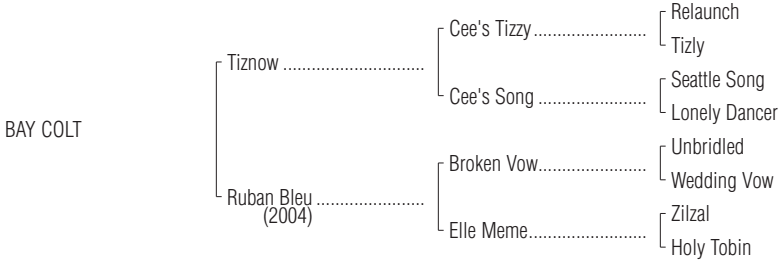 Relaunch
Cee's Tizzy........................
Tizly
Tiznow ..............................
Seattle Song
Cee's Song .......................
Lonely Dancer
BAY COLT
Unbridled
Broken Vow.......................
Wedding Vow
Ruban Bleu .......................
(2004)
Zilzal
Elle Meme.........................
Holy Tobin